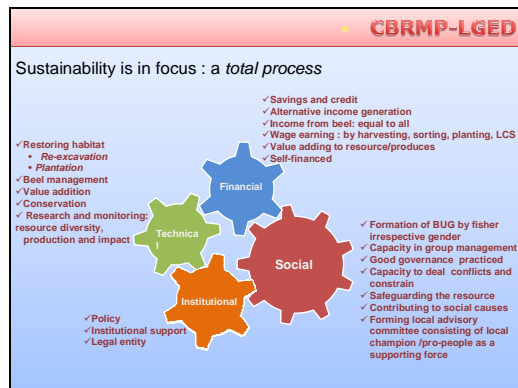 CBRMP-LGED
Sustainability is in focus : a total process
✓Savings and credit
✓Alternative income generation
✓Income from beel: equal to all
✓Wage earning : by harvesting, sorting, planting, LCS
✓Value adding to resource/produces
✓Self-financed
✓Restoring habitat
• Re-excavation
• Plantation
✓Beel management
✓Value addition
✓Conservation
✓ Research and monitoring:
resource diversity,
production and impact
Financial
Technica
l
Social
Institutional
✓Formation of BUG by fisher
irrespective gender
✓Capacity in group management
✓Good governance practiced
✓Capacity to deal conflicts and
constrain
✓Safeguarding the resource
✓Contributing to social causes
✓Forming local advisory
committee consisting of local
champion /pro-people as a
supporting force
✓Policy
✓Institutional support
✓Legal entity